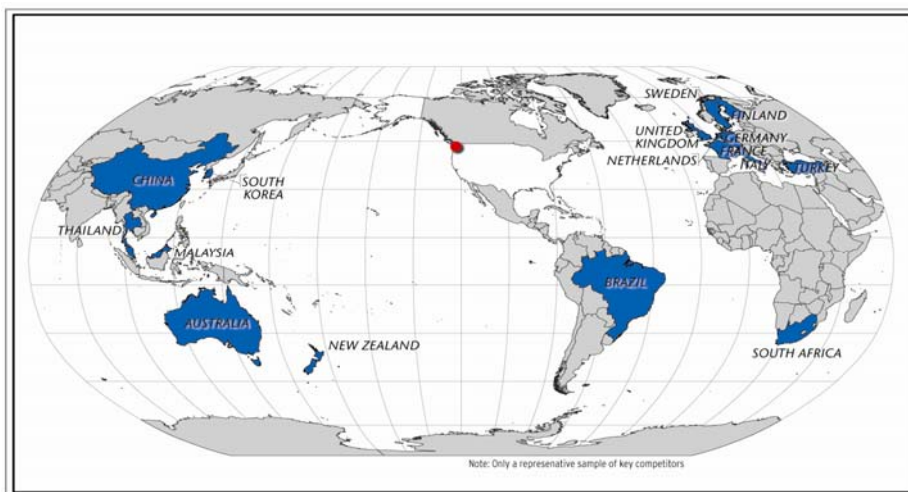 SWEDEN
FINLAND
UNITED
KINGDOM
GERMANY
FRANCE
NETHERLANDS
ITALY
TURKEY
CHINA
SOUTH
KOREA
THAILAND
MALAYSIA
BRAZIL
AUSTRALIA
NEW ZEALAND
SOUTH AFRICA
Note: Only a represenative sample of key competitors